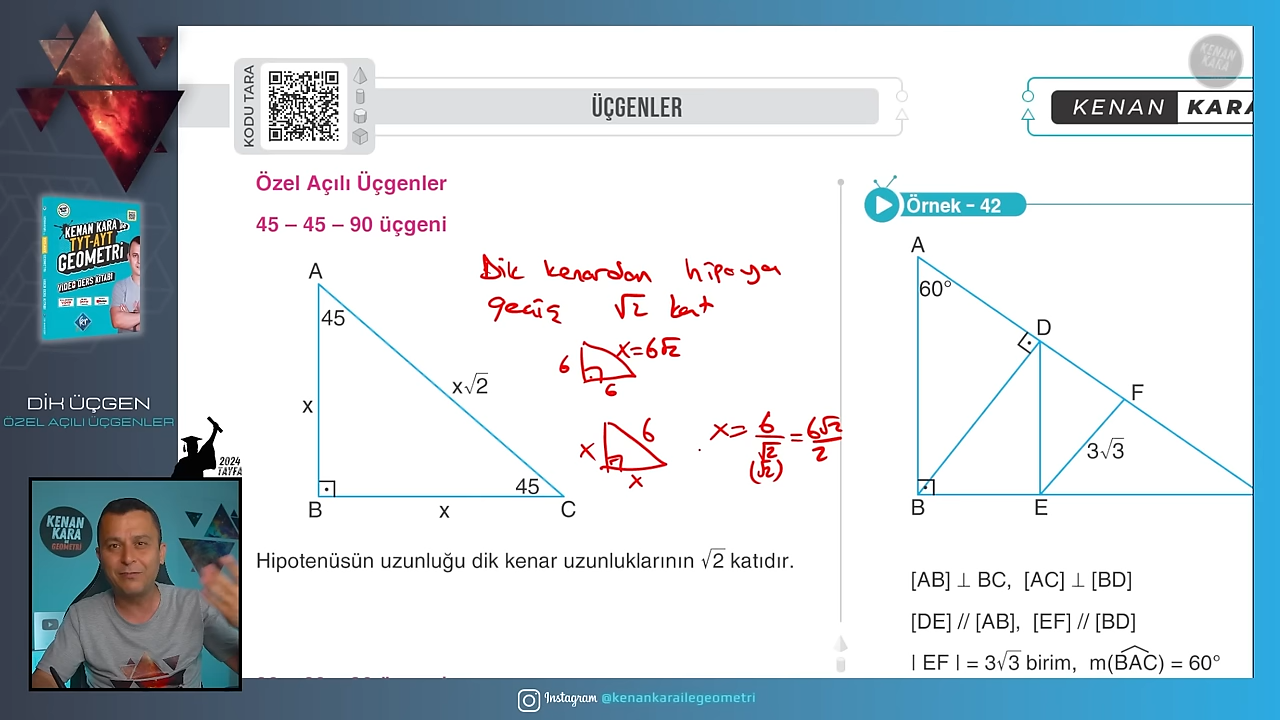 KODU TARA
ÜÇGENLER
KENAN KARA
KENAN KARA
Özel Açılı Üçgenler
45 – 45 – 90 üçgeni
A
45
x
x√2
45
B
x
C
Dik kenardan hipoya
geçiş √2 kat
6
x=6√2
6
x
6
x
x = 6/√2 = 6√2/2
(√2)
Hipotenüsün uzunluğu dik kenar uzunluklarının √2 katıdır.
Örnek - 42
A
60°
D
F
3√3
B
E
[AB] ⊥ BC, [AC] ⊥ [BD]
[DE] // [AB], [EF] // [BD]
| EF | = 3√3 birim, m(BAC) = 60°
KENAN KARA
TYT-AYT
GEOMETRİ
VİDEO DERS KİTABI
DİK ÜÇGEN
ÖZEL AÇILI ÜÇGENLER
2024
TAYFA
KENAN
KARA
GEOMETRİ
Instagram @kenankarailegeometri